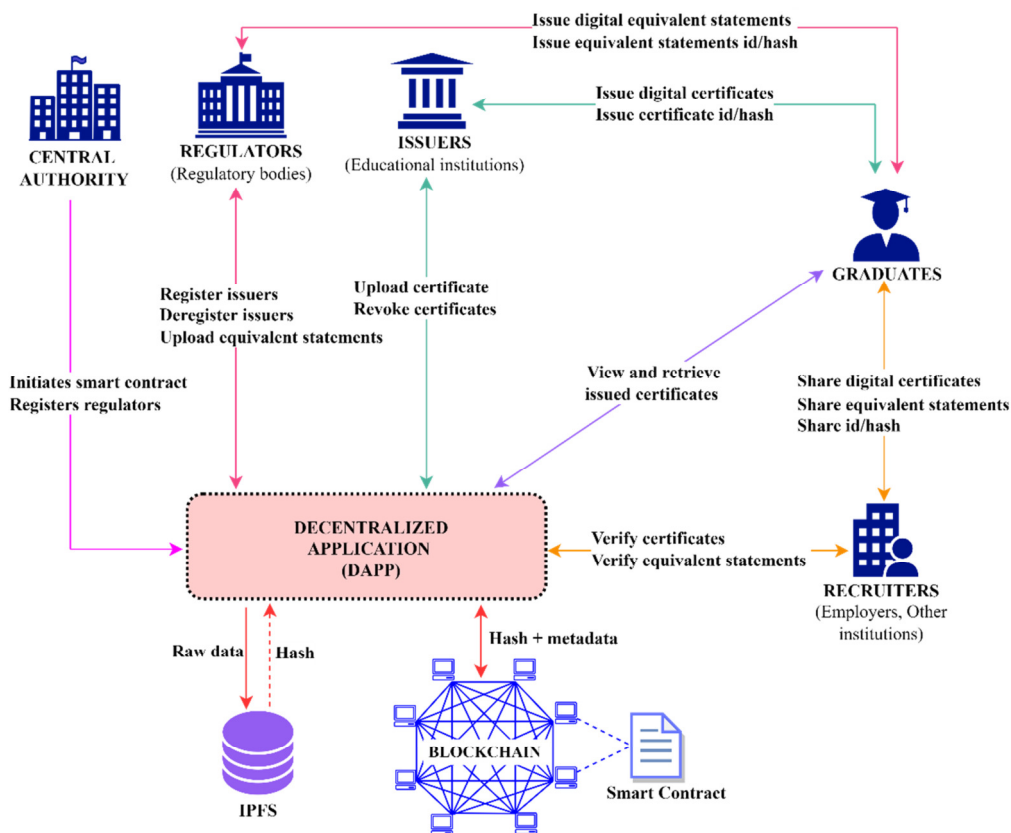 Issue digital equivalent statements
Issue equivalent statements id/hash
Issue digital certificates
Issue certificate id/hash
CENTRAL
AUTHORITY
REGULATORS
(Regulatory bodies)
ISSUERS
(Educational institutions)
GRADUATES
Register issuers
Deregister issuers
Upload equivalent statements
Upload certificate
Revoke certificates
Initiates smart contract
Registers regulators
View and retrieve
issued certificates
Share digital certificates
Share equivalent statements
Share id/hash
DECENTRALIZED
APPLICATION
(DAPP)
Verify certificates
Verify equivalent statements
RECRUITERS
(Employers, Other
institutions)
Raw data
Hash
Hash + metadata
BLOCKCHAIN
IPFS
Smart Contract